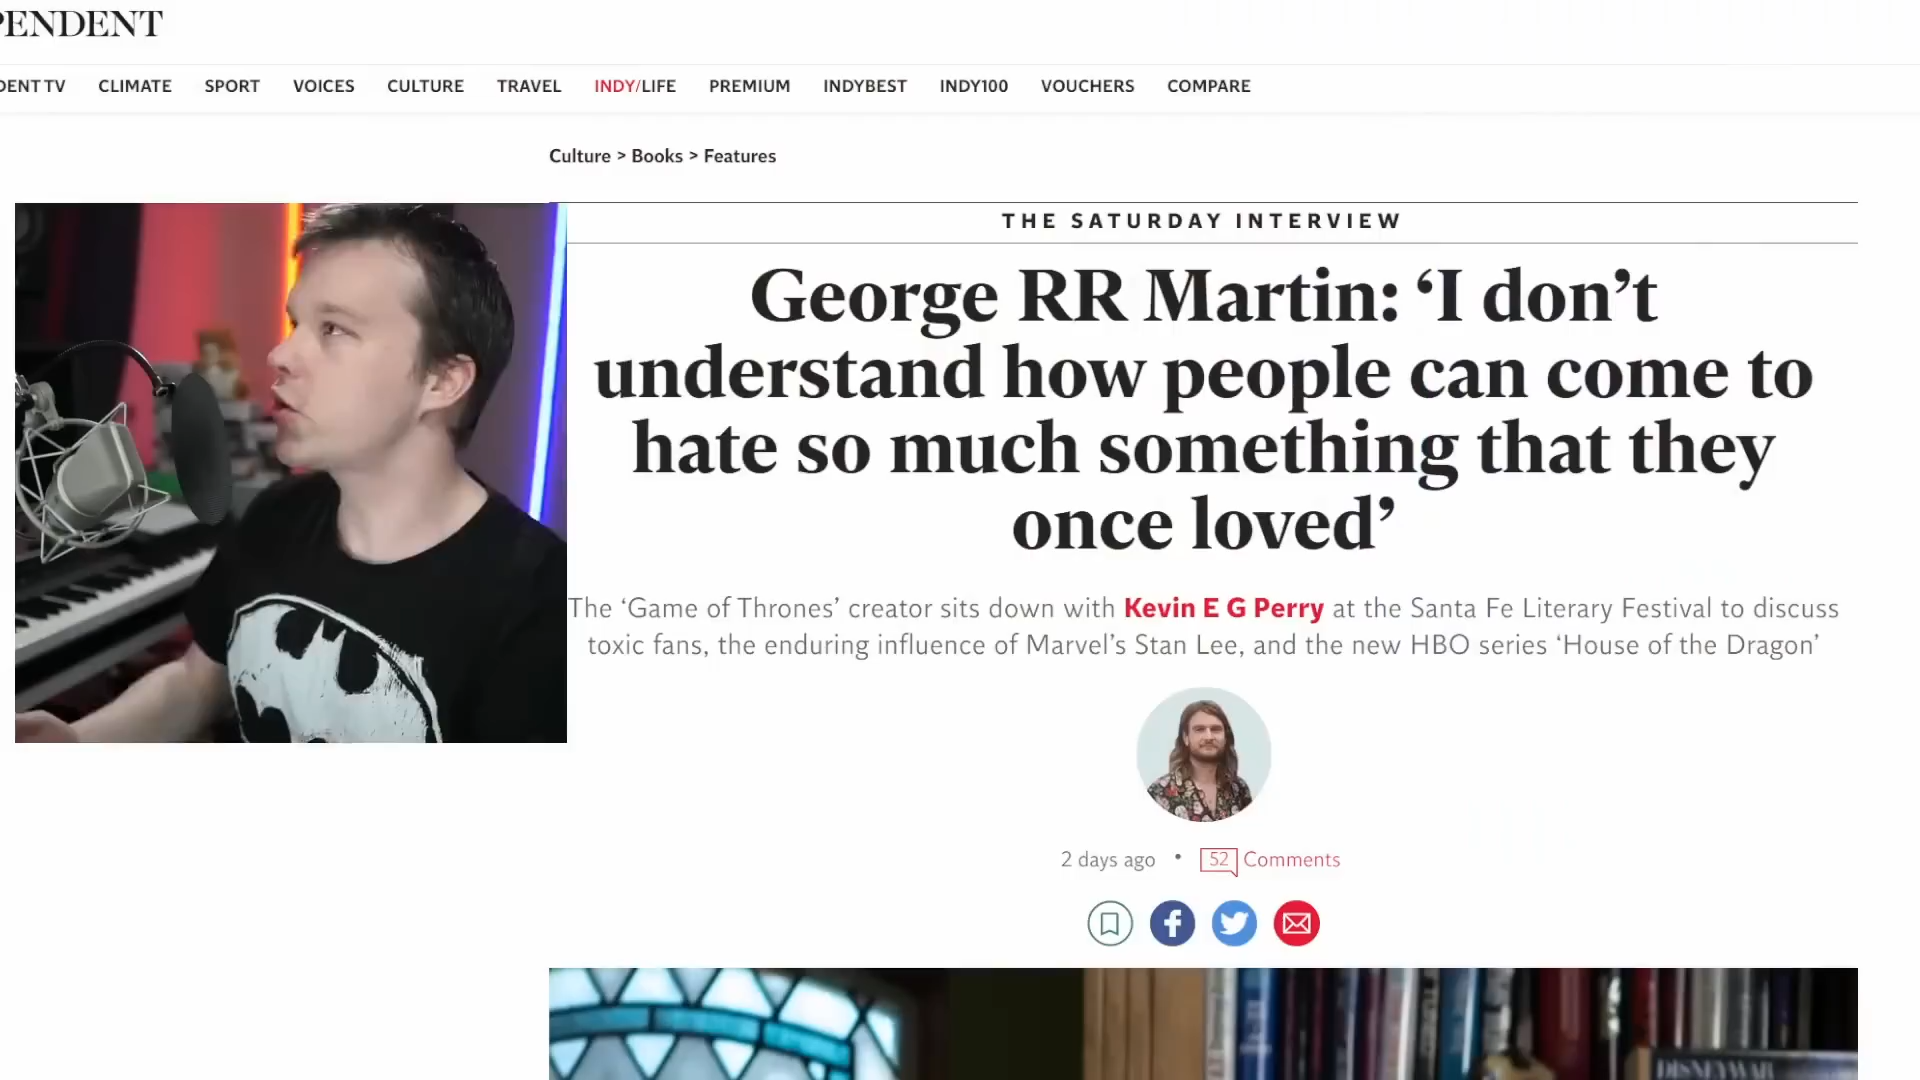 PENDENT
DENT TV CLIMATE SPORT VOICES CULTURE TRAVEL INDY/LIFE PREMIUM INDYBEST INDY100 VOUCHERS COMPARE
Culture > Books > Features
THE SATURDAY INTERVIEW
George RR Martin: ‘I don’t
understand how people can come to
hate so much something that they
once loved’
The ‘Game of Thrones’ creator sits down with Kevin E G Perry at the Santa Fe Literary Festival to discuss
toxic fans, the enduring influence of Marvel’s Stan Lee, and the new HBO series ‘House of the Dragon’
2 days ago • 52 Comments
DISNEYWAR